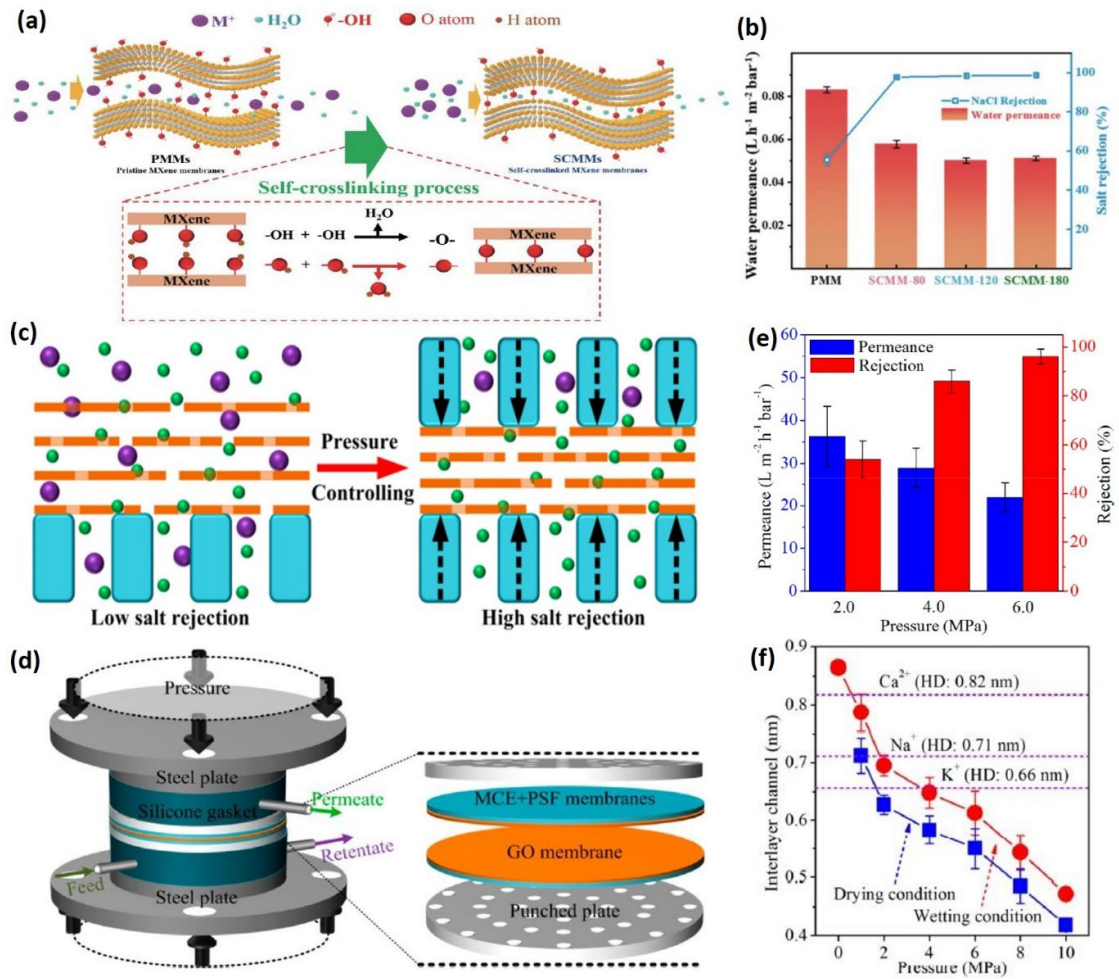 (a)
M⁺ H₂O -OH O atom H atom
PMMs
Pristine MXene membranes
SCMMs
Self-crosslinked MXene membranes
Self-crosslinking process
MXene
MXene
H₂O
-OH + -OH -O-
+
MXene
MXene
(b)
Water permeance (L h⁻¹ m⁻² bar⁻¹)
0.08
0.06
0.04
0.02
0.00
NaCl Rejection
Water permeance
100
80
60
40
20
Salt rejection (%)
PMM SCMM-80 SCMM-120 SCMM-180
(c)
Pressure
Controlling
Low salt rejection
High salt rejection
(e)
Permeance (L m⁻² h⁻¹ bar⁻¹)
60
50
40
30
20
10
0
Permeance
Rejection
100
80
60
40
20
0
Rejection (%)
2.0 4.0 6.0
Pressure (MPa)
(d)
Pressure
Steel plate
Silicone gasket
Permeate
Retentate
Feed
Steel plate
MCE+PSF membranes
GO membrane
Punched plate
(f)
Interlayer channel (nm)
0.9
0.8
0.7
0.6
0.5
0.4
Ca²⁺ (HD: 0.82 nm)
Na⁺ (HD: 0.71 nm)
K⁺ (HD: 0.66 nm)
Drying condition
Wetting condition
0 2 4 6 8 10
Pressure (MPa)